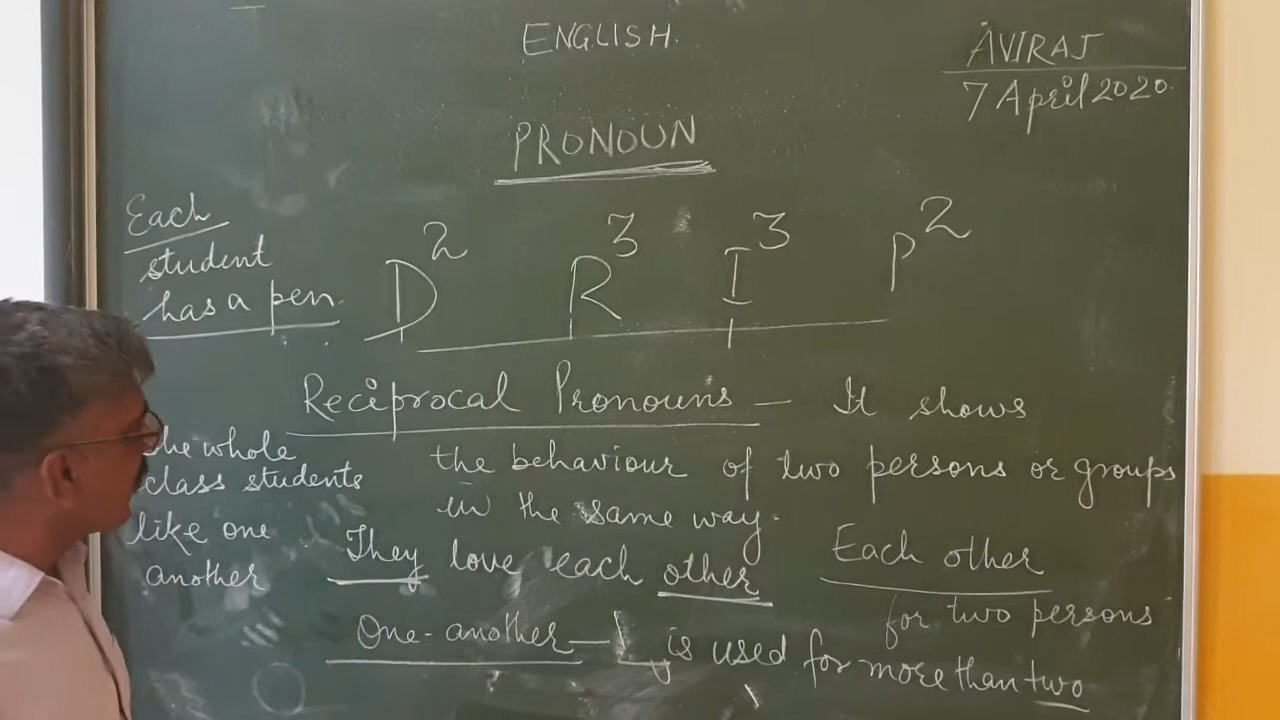 ENGLISH.
AVIRAJ
7 April 2020.
PRONOUN
Each
student
has a pen.
D² R³ I³ P²
Reciprocal Pronouns — It shows
the behaviour of two persons or groups
in the same way.
The whole
class students
like one
another
They love each other
Each other
for two persons
One-another — is used for more than two